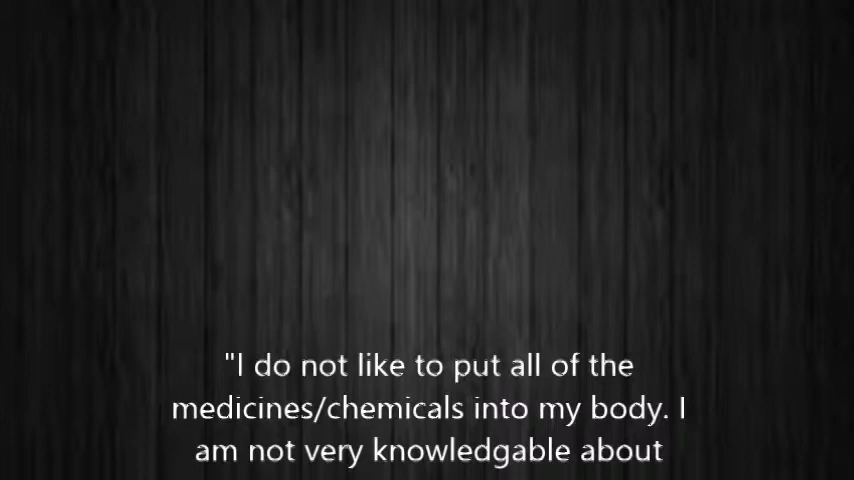 "I do not like to put all of the
medicines/chemicals into my body. I
am not very knowledgable about